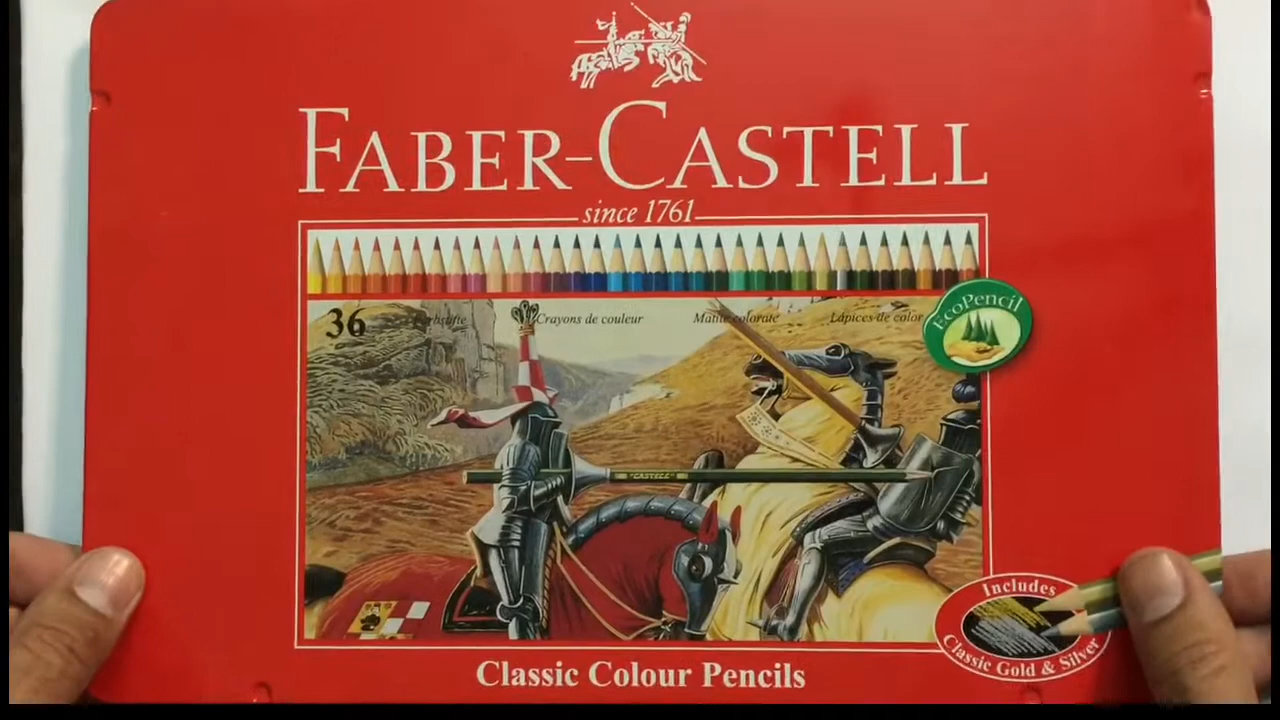 FABER-CASTELL
since 1761
36 Farbstifte Crayons de couleur Matite colorate Lápices de color
EcoPencil
"CASTELL"
Includes
Classic Gold & Silver
Classic Colour Pencils